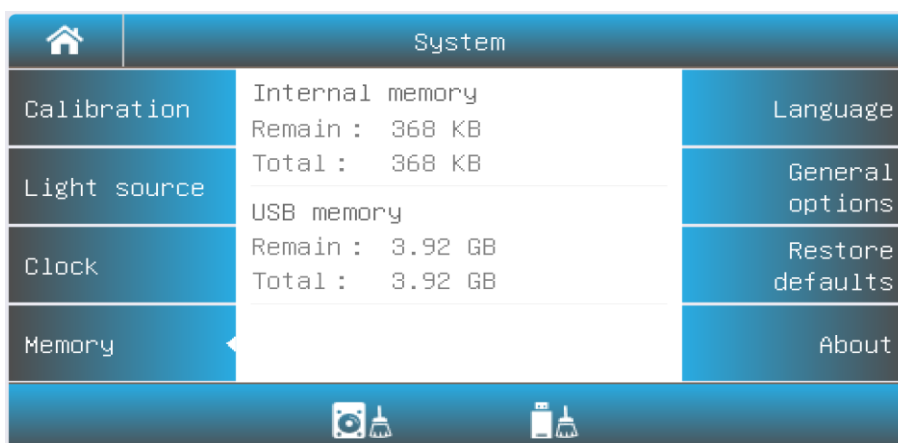 System
Calibration
Light source
Clock
Memory
Internal memory
Remain : 368 KB
Total : 368 KB
USB memory
Remain : 3.92 GB
Total : 3.92 GB
Language
General
options
Restore
defaults
About